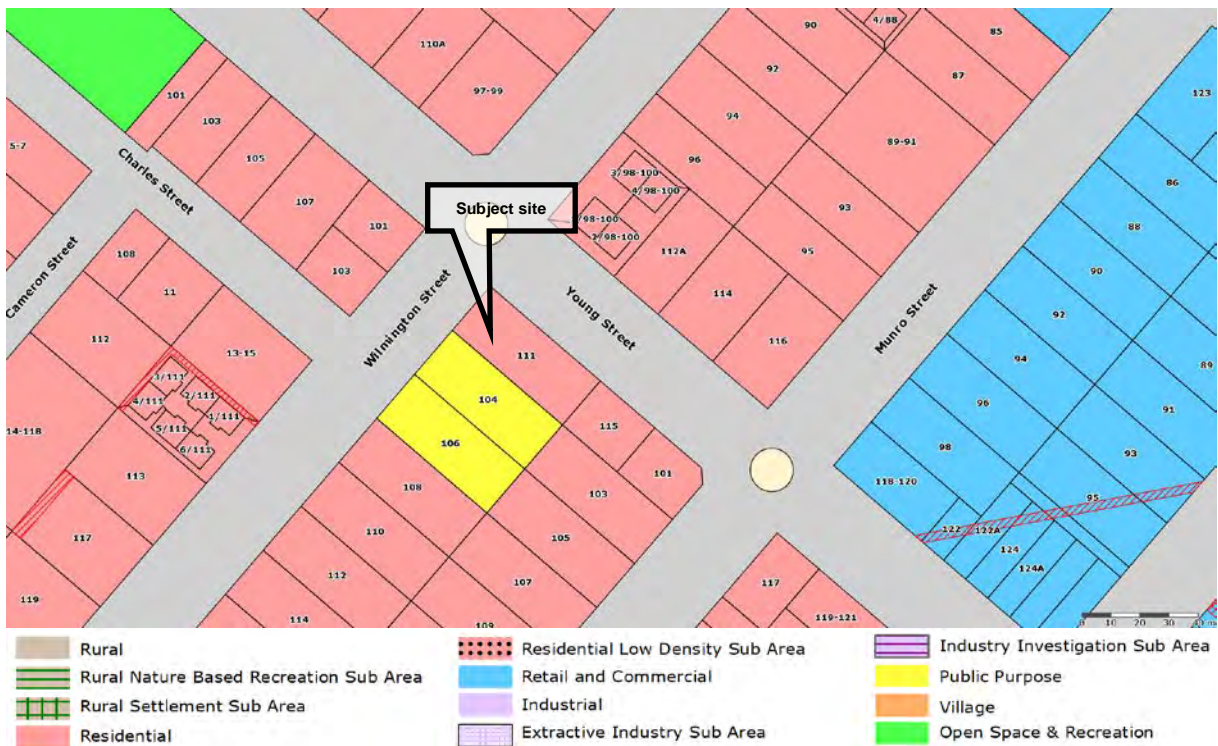 90
4/88
85
110A
92
87
97-99
123
101
94
103
89-91
5-7
Charles Street
105
96
3/98-100
86
4/98-100
107
93
Subject site
101
98-100
88
108
112A
95
90
103
Cameron Street
11
Wilmington Street
Young Street
114
Munro Street
92
112
13-15
111
116
94
89
3/111
2/111
104
96
4/111
1/111
115
91
5/111
106
6/111
101
98
93
113
108
103
118-120
95
110
105
122
122A
117
124
112
107
117
124A
119
114
109
119-121
0 10 20 30 40
Rural
Rural Nature Based Recreation Sub Area
Rural Settlement Sub Area
Residential
Residential Low Density Sub Area
Retail and Commercial
Industrial
Extractive Industry Sub Area
Industry Investigation Sub Area
Public Purpose
Village
Open Space & Recreation